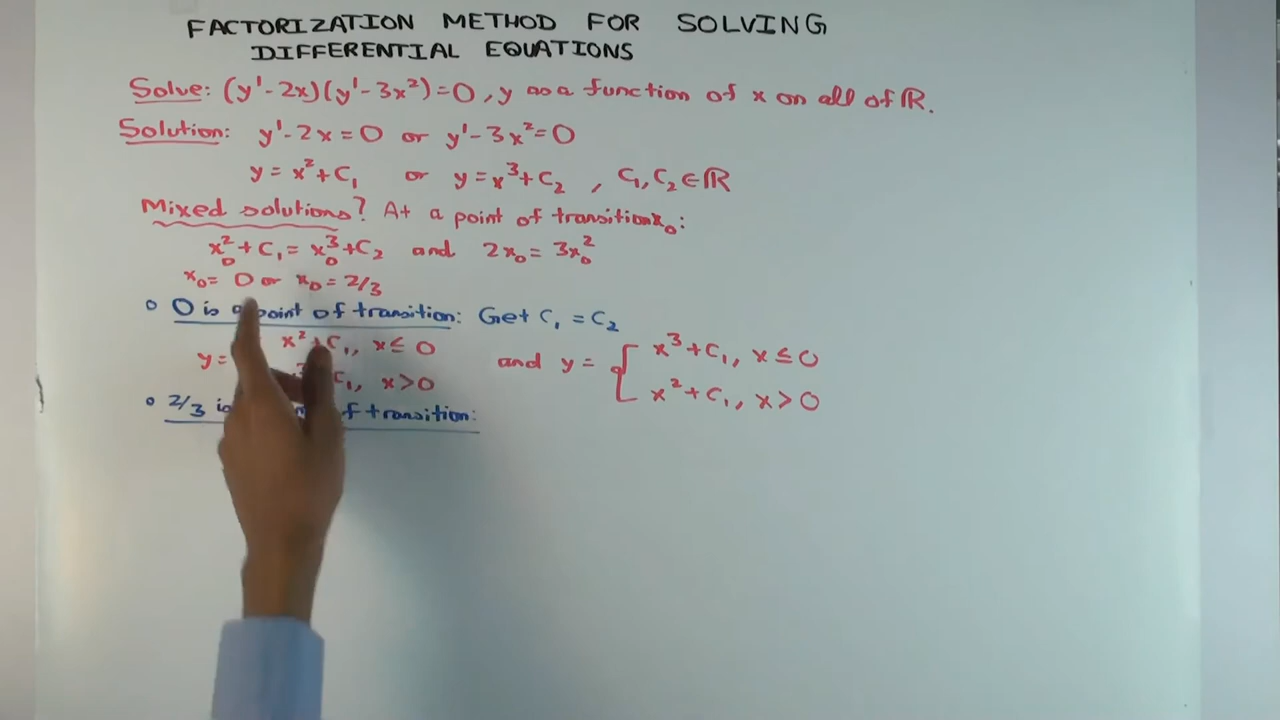 FACTORIZATION METHOD FOR SOLVING
DIFFERENTIAL EQUATIONS
Solve: (y'-2x)(y'-3x²)=0, y as a function of x on all of ℝ.
Solution: y'-2x=0 or y'-3x²=0
y = x²+C₁ or y=x³+C₂ , C₁,C₂∈ℝ
Mixed solutions? At a point of transition x₀:
x₀²+C₁=x₀³+C₂ and 2x₀=3x₀²
x₀= 0 or x₀=2/3
0 is a point of transition: Get C₁=C₂
y= x²+C₁, x≤0 and y= x³+C₁, x≤0
C₁, x>0 x²+C₁, x>0
2/3 is of transition: